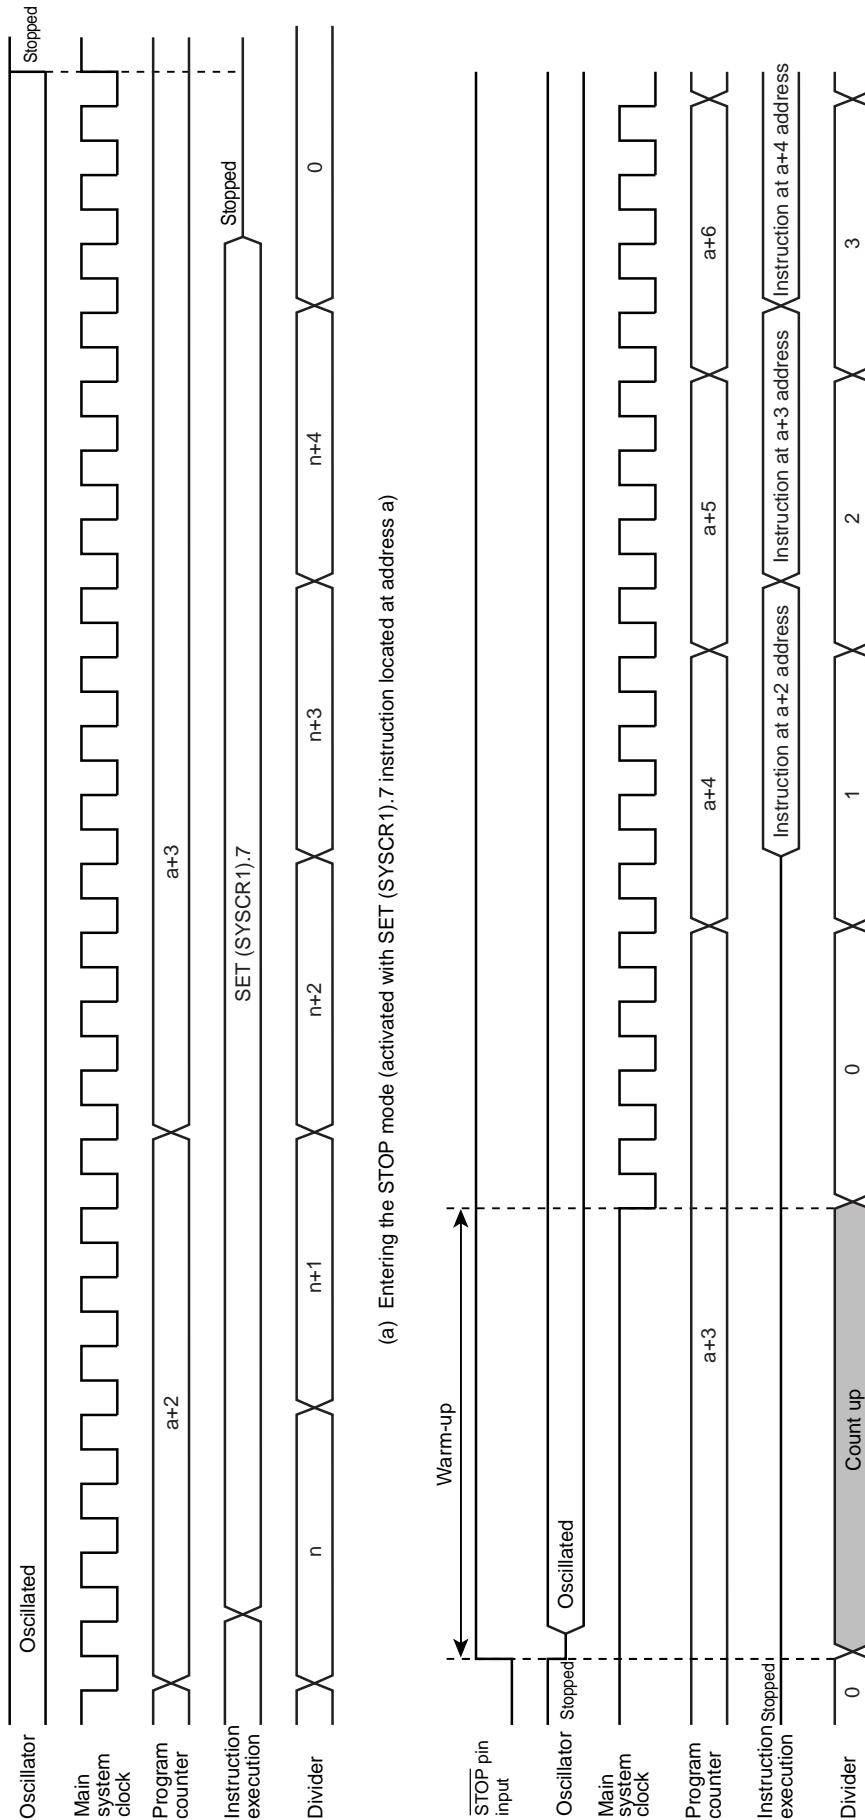 Oscillator
Oscillated
Stopped
Main
system
clock
Program
counter
a+2
a+3
Instruction
execution
SET (SYSCR1).7
Stopped
Divider
n
n+1
n+2
n+3
n+4
0
(a) Entering the STOP mode (activated with SET (SYSCR1).7 instruction located at address a)
Warm-up
STOP pin
input
Oscillator
Stopped
Oscillated
Main
system
clock
Program
counter
a+3
a+4
a+5
a+6
Instruction
execution
Stopped
Instruction at a+2 address
Instruction at a+3 address
Instruction at a+4 address
Divider
0
Count up
0
1
2
3